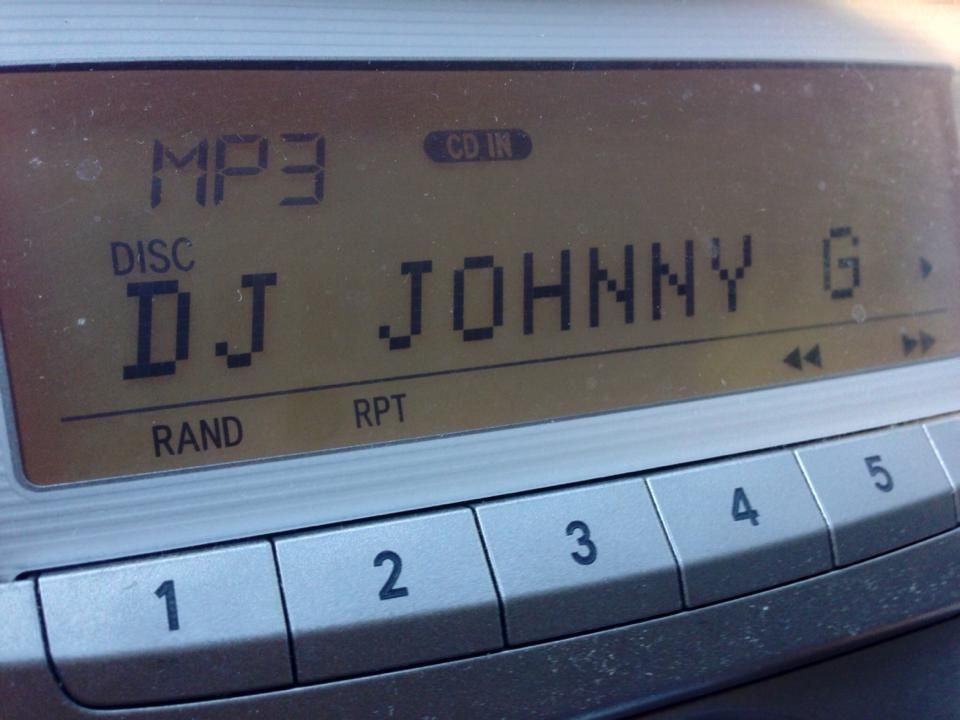 MP3 CD IN
DISC
DJ JOHNNY G
RAND RPT
1 2 3 4 5